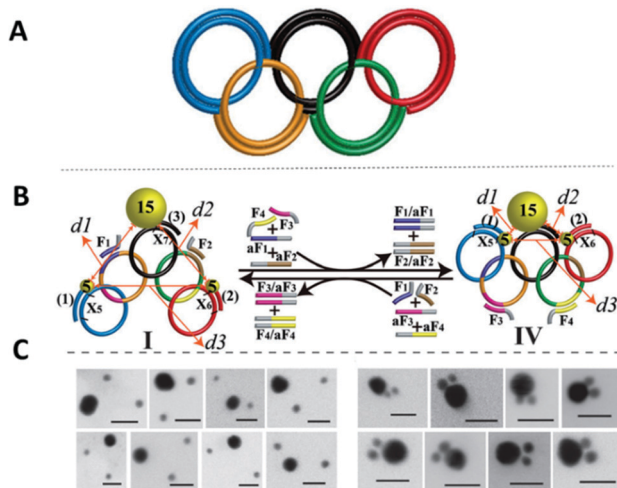 A
B
15
(3)
d1
d2
F1
X7
F2
5
5
(1)
X5
X6
(2)
I
d3
F4
+
F3
aF1
+
aF2
F1/aF1
+
F2/aF2
F3/aF3
+
F4/aF4
F1
+
F2
aF3
+
aF4
15
d1
d2
(1)
(2)
X5
5
5
X6
F3
F4
IV
d3
C